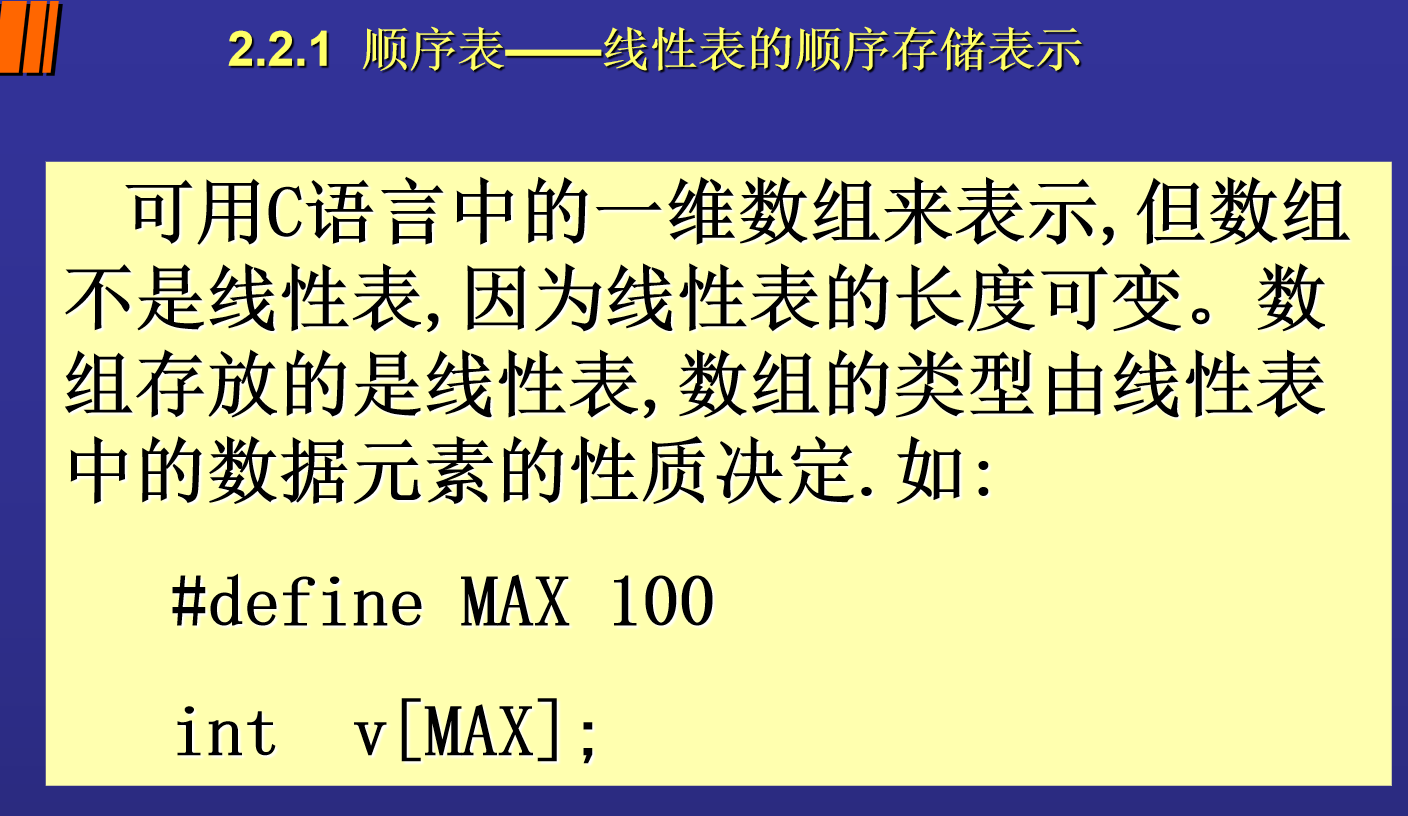 2.2.1 顺序表——线性表的顺序存储表示
可用C语言中的一维数组来表示,但数组
不是线性表,因为线性表的长度可变。数
组存放的是线性表,数组的类型由线性表
中的数据元素的性质决定.如:
#define MAX 100
int v[MAX];